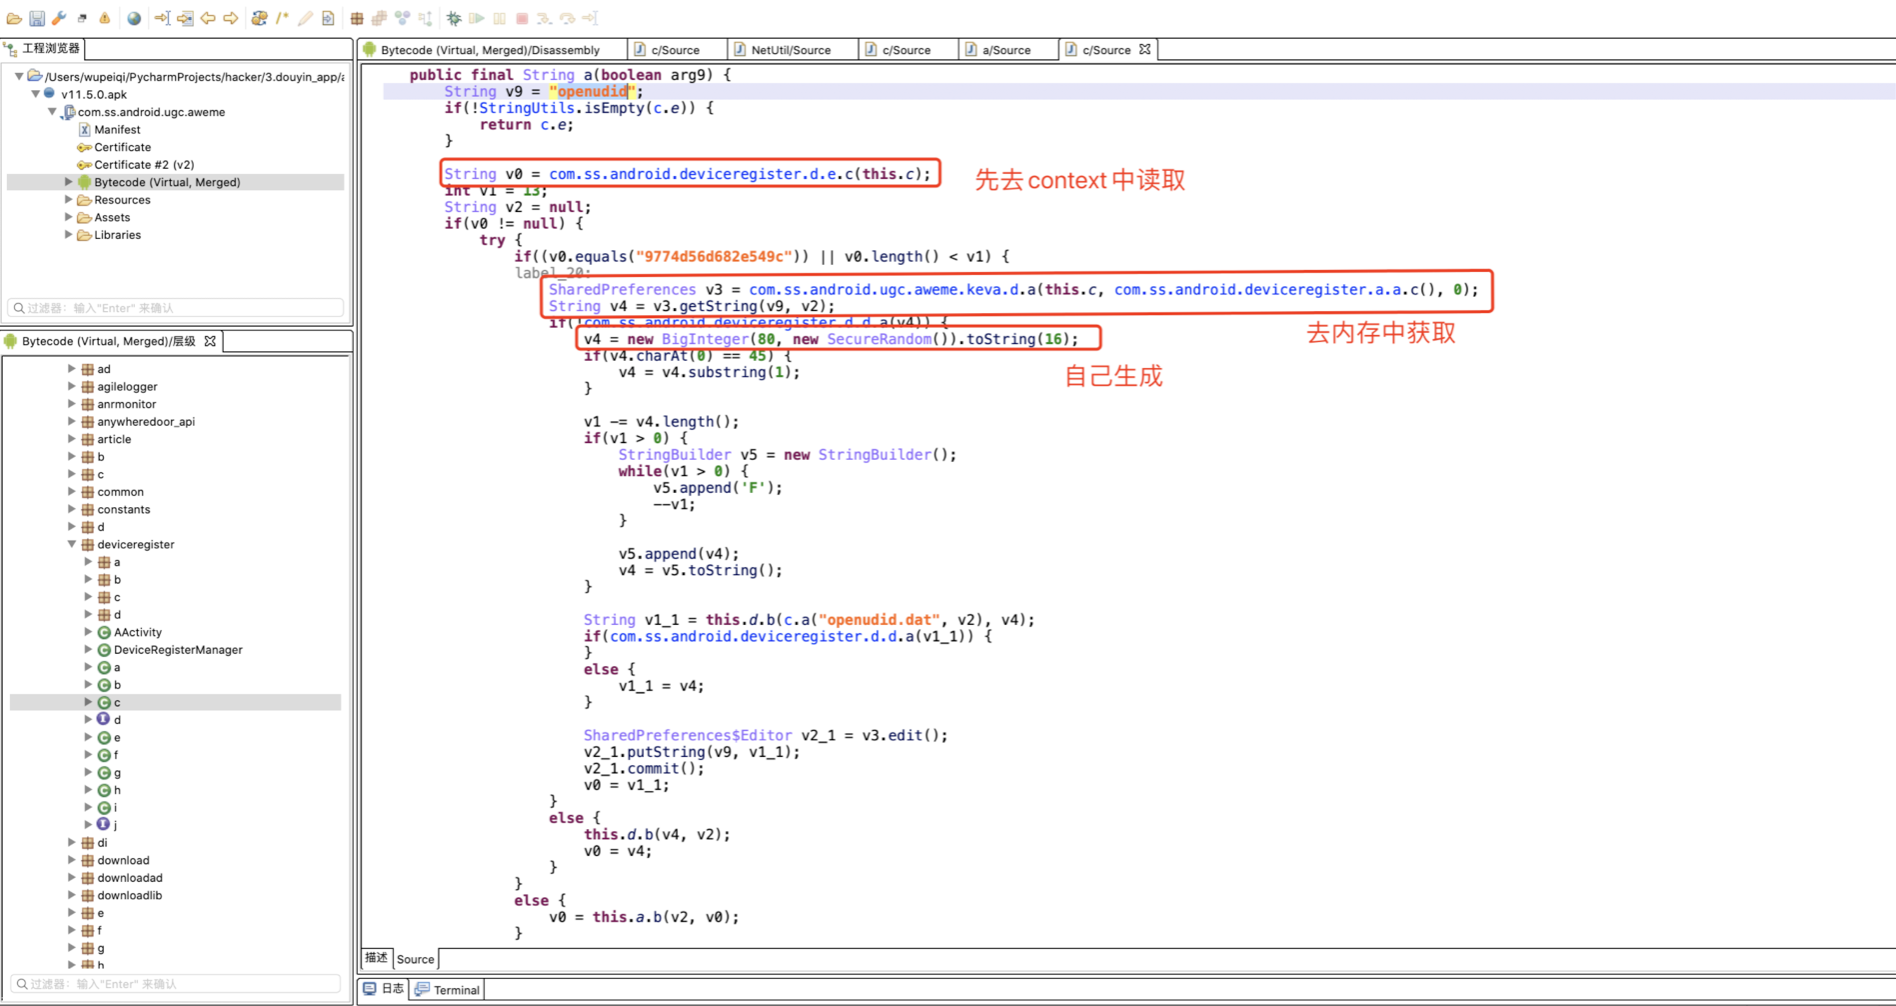 工程浏览器
/Users/wupeiqi/PycharmProjects/hacker/3.douyin_app/a
v11.5.0.apk
com.ss.android.ugc.aweme
Manifest
Certificate
Certificate #2 (v2)
Bytecode (Virtual, Merged)
Resources
Assets
Libraries
过滤器: 输入"Enter" 来确认
Bytecode (Virtual, Merged)/层级
ad
agilelogger
anrmonitor
anywheredoor_api
article
b
c
common
constants
d
deviceregister
a
b
c
d
AActivity
DeviceRegisterManager
a
b
c
d
e
f
g
h
i
j
di
download
downloadad
downloadlib
e
f
g
h
过滤器: 输入"Enter" 来确认
Bytecode (Virtual, Merged)/Disassembly
c/Source
NetUtil/Source
c/Source
a/Source
c/Source
public final String a(boolean arg9) {
String v9 = "openudid";
if(!StringUtils.isEmpty(c.e)) {
return c.e;
}
String v0 = com.ss.android.deviceregister.d.e.c(this.c);
先去context中读取
int v1 = 13;
String v2 = null;
if(v0 != null) {
try {
if((v0.equals("9774d56d682e549c")) || v0.length() < v1) {
label_20:
SharedPreferences v3 = com.ss.android.ugc.aweme.keva.d.a(this.c, com.ss.android.deviceregister.a.a.c(), 0);
String v4 = v3.getString(v9, v2);
去内存中获取
if(!com.ss.android.deviceregister.d.d.a(v4)) {
v4 = new BigInteger(80, new SecureRandom()).toString(16);
自己生成
if(v4.charAt(0) == 45) {
v4 = v4.substring(1);
}
v1 -= v4.length();
if(v1 > 0) {
StringBuilder v5 = new StringBuilder();
while(v1 > 0) {
v5.append('F');
--v1;
}
v5.append(v4);
v4 = v5.toString();
}
String v1_1 = this.d.b(c.a("openudid.dat", v2), v4);
if(com.ss.android.deviceregister.d.d.a(v1_1)) {
}
else {
v1_1 = v4;
}
SharedPreferences$Editor v2_1 = v3.edit();
v2_1.putString(v9, v1_1);
v2_1.commit();
v0 = v1_1;
}
else {
this.d.b(v4, v2);
v0 = v4;
}
}
else {
v0 = this.a.b(v2, v0);
}
描述
Source
日志
Terminal